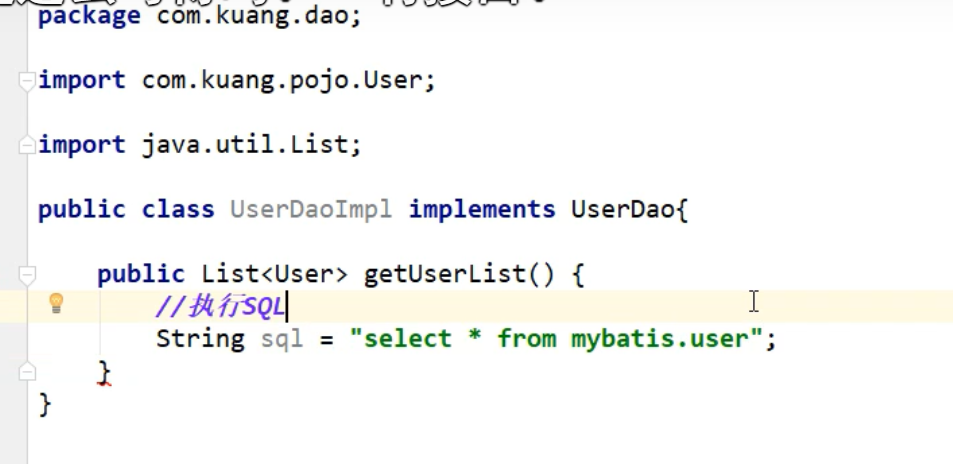 package com.kuang.dao;
import com.kuang.pojo.User;
import java.util.List;
public class UserDaoImpl implements UserDao{
public List<User> getUserList() {
//执行SQL
String sql = "select * from mybatis.user";
}
}